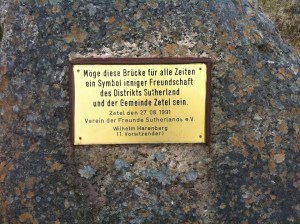 "Möge diese Brücke für alle Zeiten
ein Symbol inniger Freundschaft
des Distrikts Sutherland
und der Gemeinde Zetel sein."
Zetel, den 27.08.1991
Verein der Freunde Sutherlands e.V.
Wilhelm Harenberg
(1. Vorsitzender)